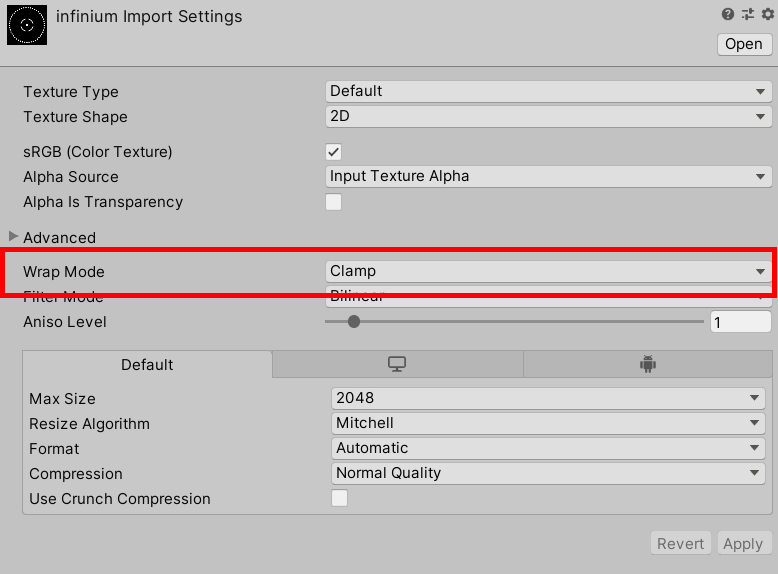 infinium Import Settings
Open
Texture Type Default
Texture Shape 2D
sRGB (Color Texture)
Alpha Source Input Texture Alpha
Alpha Is Transparency
Advanced
Wrap Mode Clamp
Filter Mode Bilinear
Aniso Level 1
Default
Max Size 2048
Resize Algorithm Mitchell
Format Automatic
Compression Normal Quality
Use Crunch Compression
Revert Apply